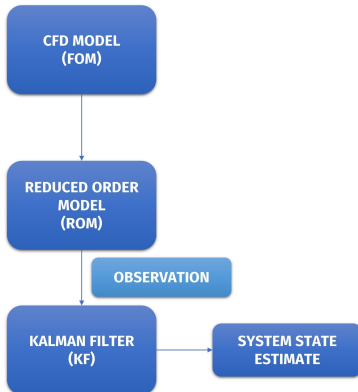 CFD MODEL
(FOM)
REDUCED ORDER
MODEL
(ROM)
OBSERVATION
KALMAN FILTER
(KF)
SYSTEM STATE
ESTIMATE